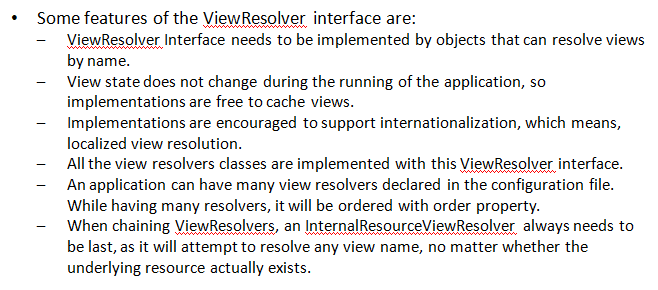 • Some features of the ViewResolver interface are:
– ViewResolver Interface needs to be implemented by objects that can resolve views
by name.
– View state does not change during the running of the application, so
implementations are free to cache views.
– Implementations are encouraged to support internationalization, which means,
localized view resolution.
– All the view resolvers classes are implemented with this ViewResolver interface.
– An application can have many view resolvers declared in the configuration file.
While having many resolvers, it will be ordered with order property.
– When chaining ViewResolvers, an InternalResourceViewResolver always needs to
be last, as it will attempt to resolve any view name, no matter whether the
underlying resource actually exists.